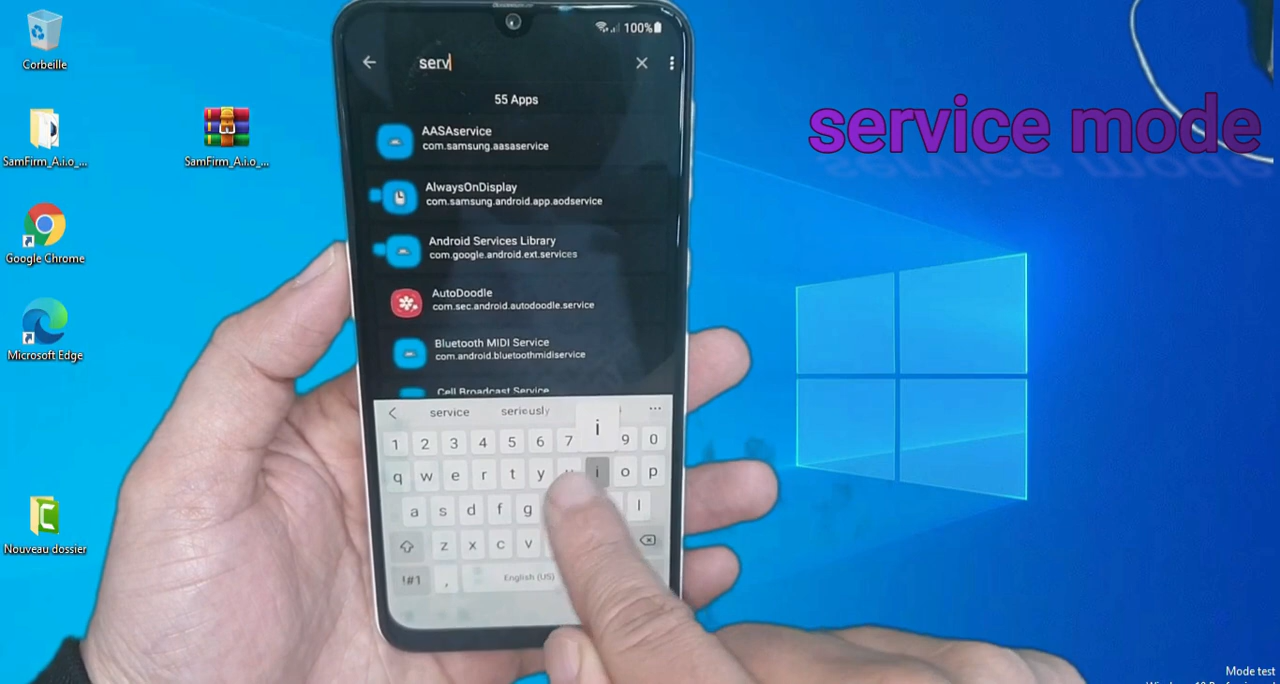 Corbeille
SamFirm_A.i.o_...
SamFirm_A.i.o_...
Google Chrome
Microsoft Edge
Nouveau dossier
100%
serv
55 Apps
AASAservice
com.samsung.aasaservice
AlwaysOnDisplay
com.samsung.android.app.aodservice
Android Services Library
com.google.android.ext.services
AutoDoodle
com.sec.android.autodoodle.service
Bluetooth MIDI Service
com.android.bluetoothmidiservice
Cell Broadcast Service
service seriously
i
1 2 3 4 5 6 7 9 0
q w e r t y i o p
a s d f g l
z x c v
!#1 , English (US)
service mode
Mode test